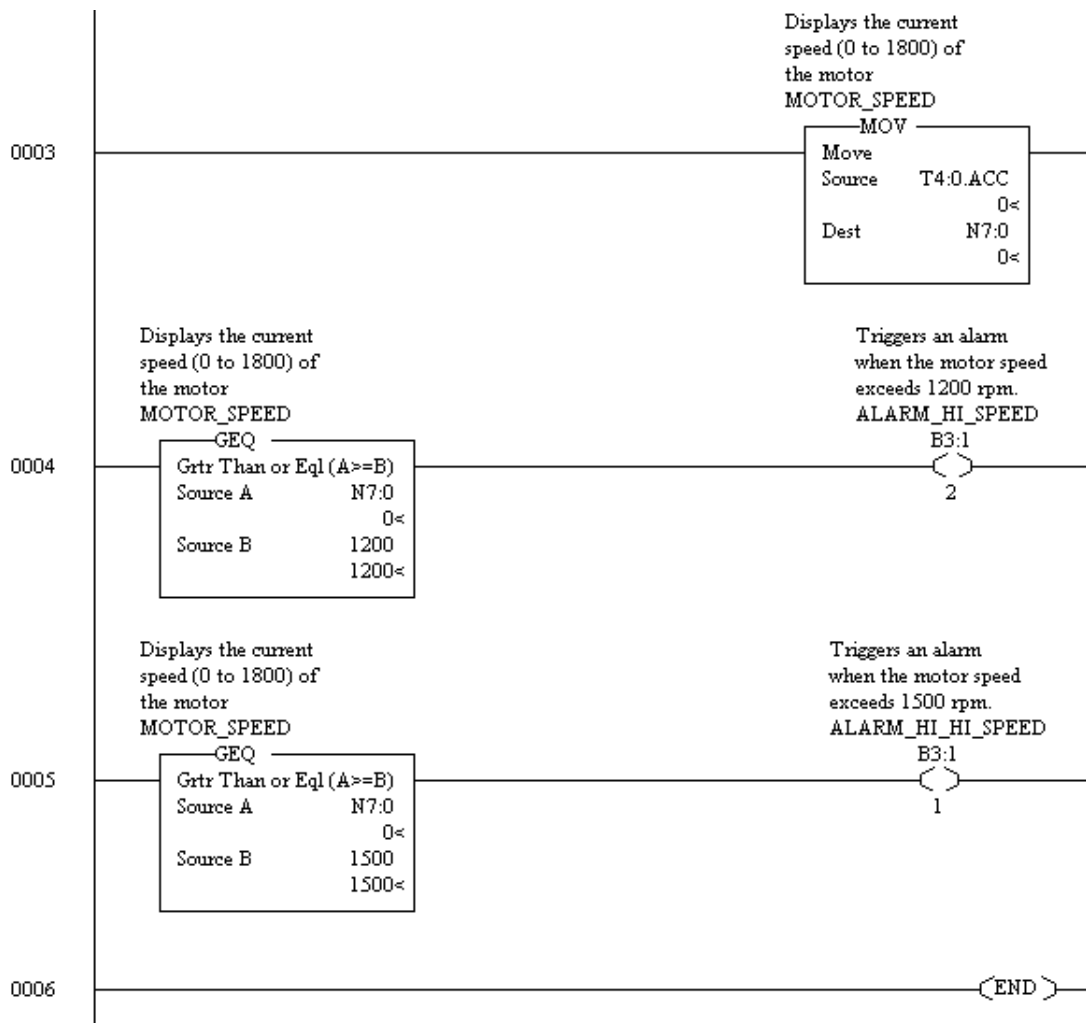 Displays the current
speed (0 to 1800) of
the motor
MOTOR_SPEED
MOV
0003
Move
Source T4:0.ACC
0<
Dest N7:0
0<
Displays the current
speed (0 to 1800) of
the motor
MOTOR_SPEED
GEQ
0004
Grtr Than or Eql (A>=B)
Source A N7:0
0<
Source B 1200
1200<
Triggers an alarm
when the motor speed
exceeds 1200 rpm.
ALARM_HI_SPEED
B3:1
2
Displays the current
speed (0 to 1800) of
the motor
MOTOR_SPEED
GEQ
0005
Grtr Than or Eql (A>=B)
Source A N7:0
0<
Source B 1500
1500<
Triggers an alarm
when the motor speed
exceeds 1500 rpm.
ALARM_HI_HI_SPEED
B3:1
1
0006
END